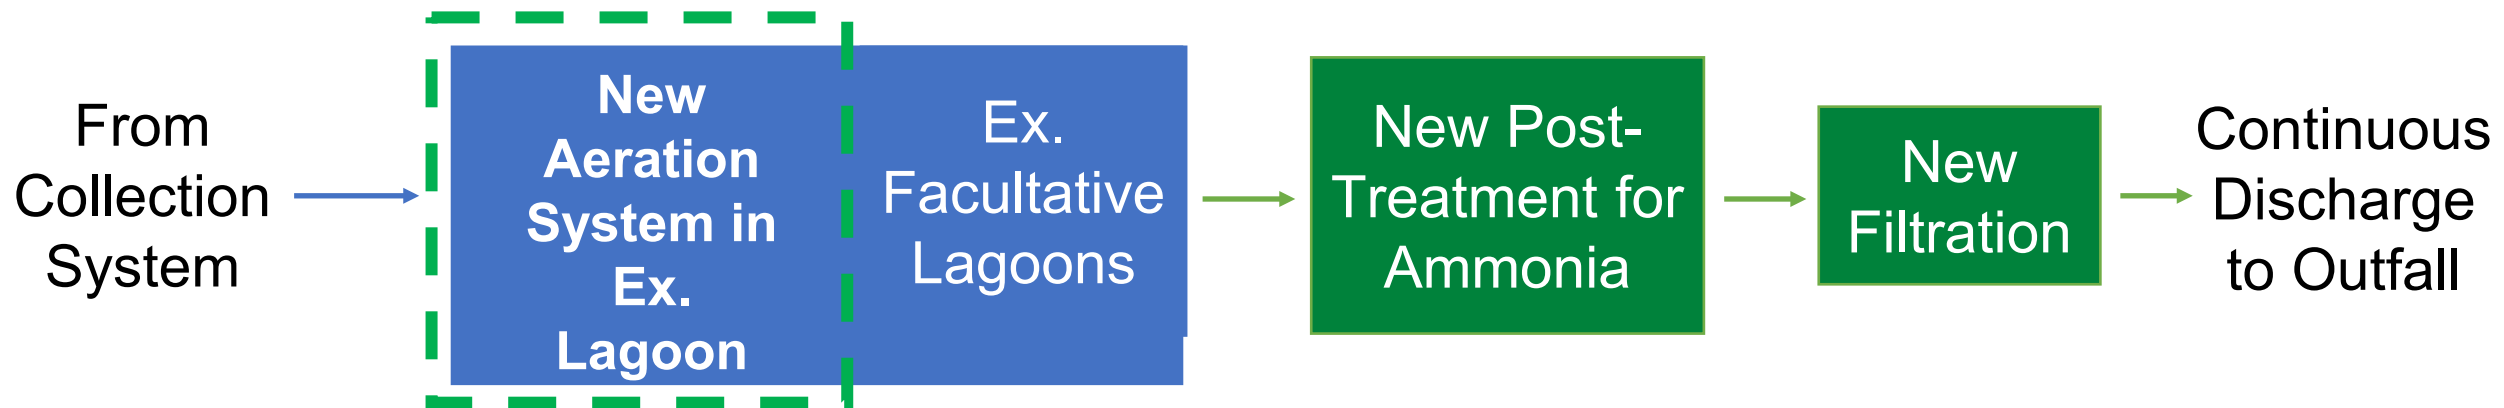 From
Collection
System
New
Aeration
System in
Ex.
Lagoon
Ex.
Facultative
Lagoons
New Post-
Treatment for
Ammonia
New
Filtration
Continuous
Discharge
to Outfall